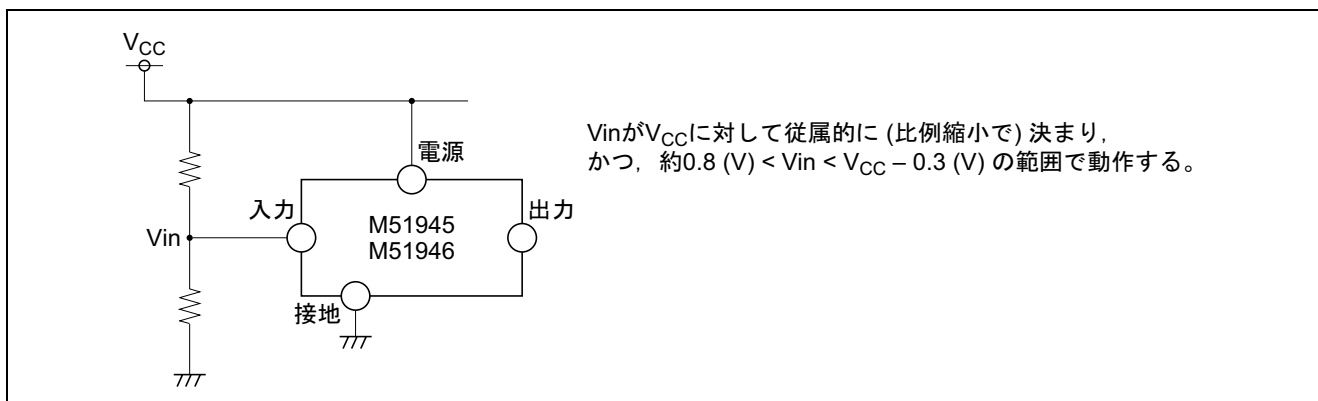 VCC
VinがVCCに対して従属的に (比例縮小で) 決まり,
かつ, 約0.8 (V) < Vin < VCC – 0.3 (V) の範囲で動作する。
電源
入力
出力
M51945
M51946
Vin
接地